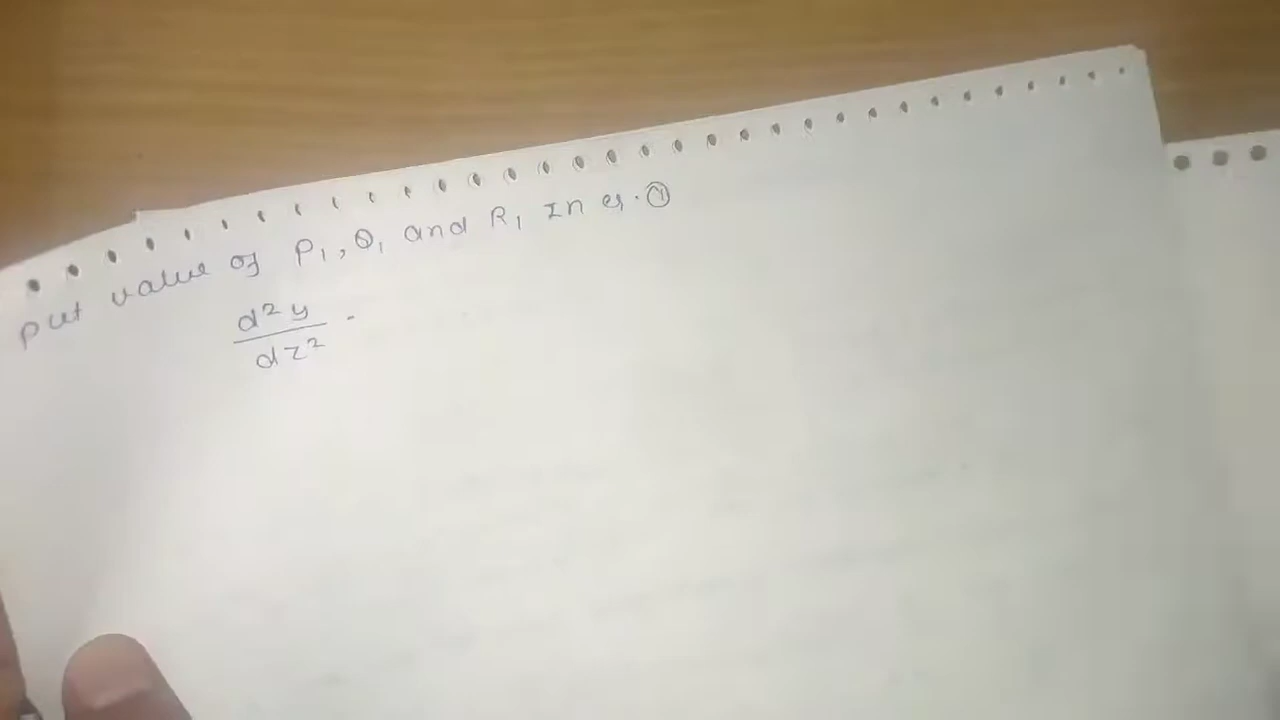 put value of P₁, Q₁ and R₁ In eq. ①
d²y
dz²